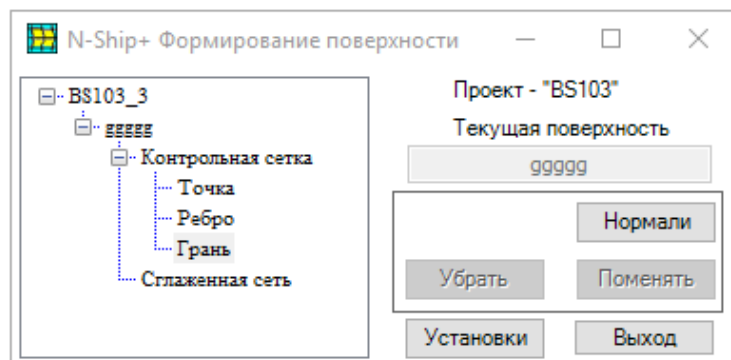 N-Ship+ Формирование поверхности
BS103_3
ggggg
Контрольная сетка
Точка
Ребро
Грань
Сглаженная сеть
Проект - "BS103"
Текущая поверхность
ggggg
Нормали
Убрать
Поменять
Установки
Выход